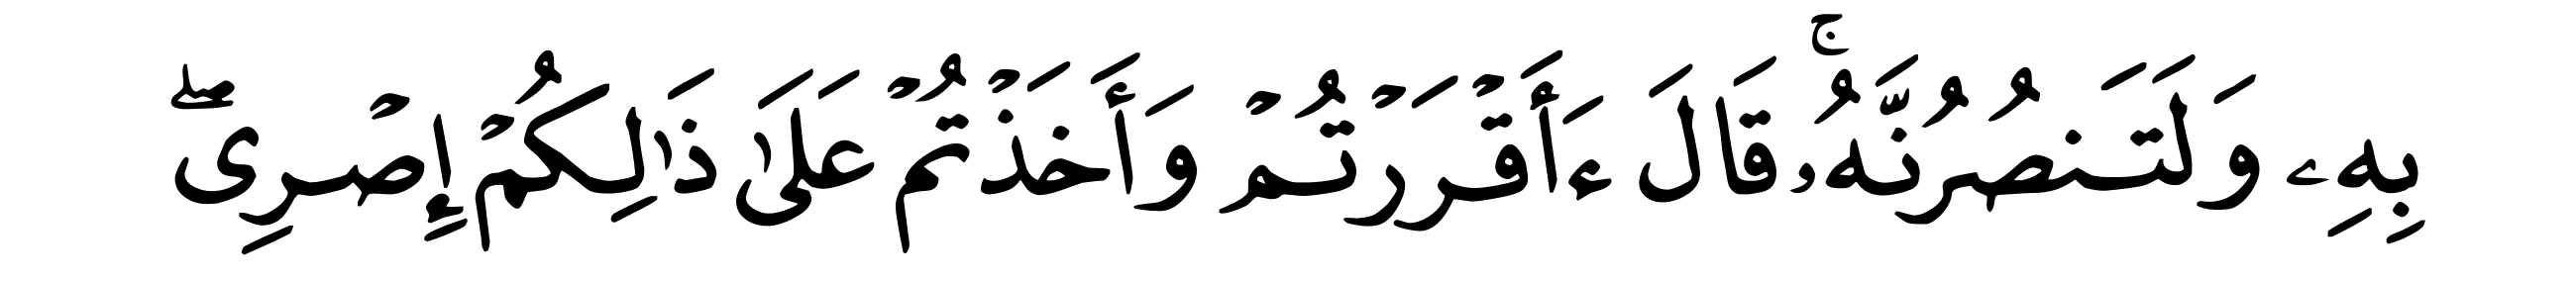 بِهِۦ وَلَتَنصُرُنَّهُۥۚ قَالَ ءَأَقۡرَرۡتُمۡ وَأَخَذۡتُمۡ عَلَىٰ ذَٰلِكُمۡ إِصۡرِيۖ